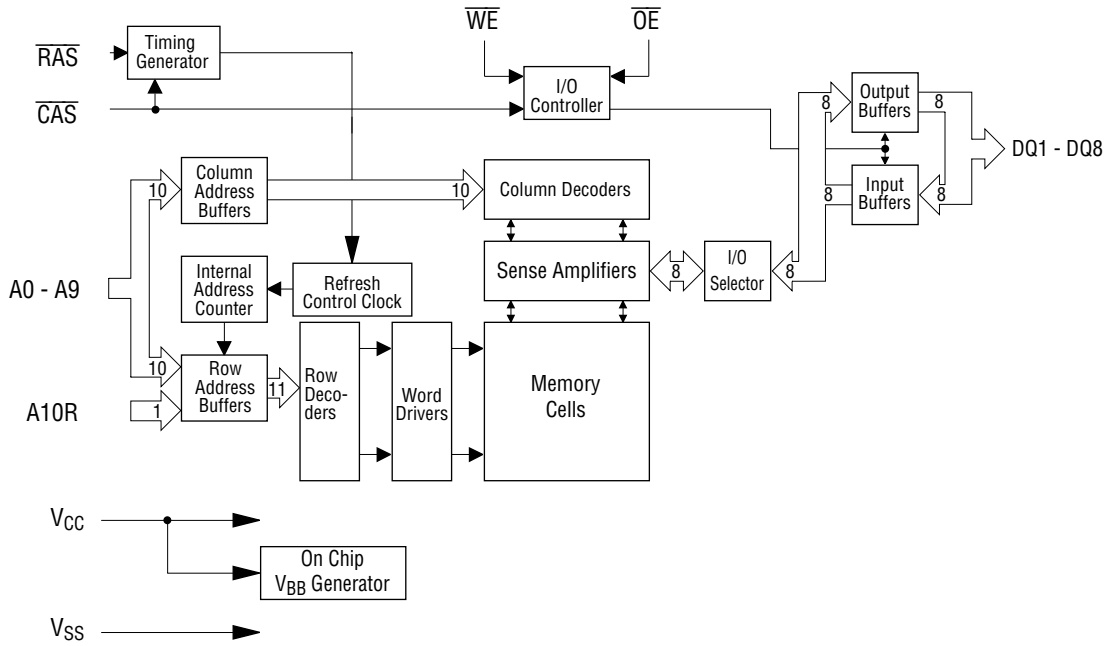 WE
OE
RAS
Timing
Generator
CAS
I/O
Controller
8
Output
Buffers
8
DQ1 - DQ8
8
Input
Buffers
8
10
Column
Address
Buffers
10
Column Decoders
A0 - A9
Internal
Address
Counter
Refresh
Control Clock
Sense Amplifiers
8
I/O
Selector
8
10
Row
Address
Buffers
11
Row
Deco-
ders
Word
Drivers
Memory
Cells
A10R
1
VCC
On Chip
VBB Generator
VSS